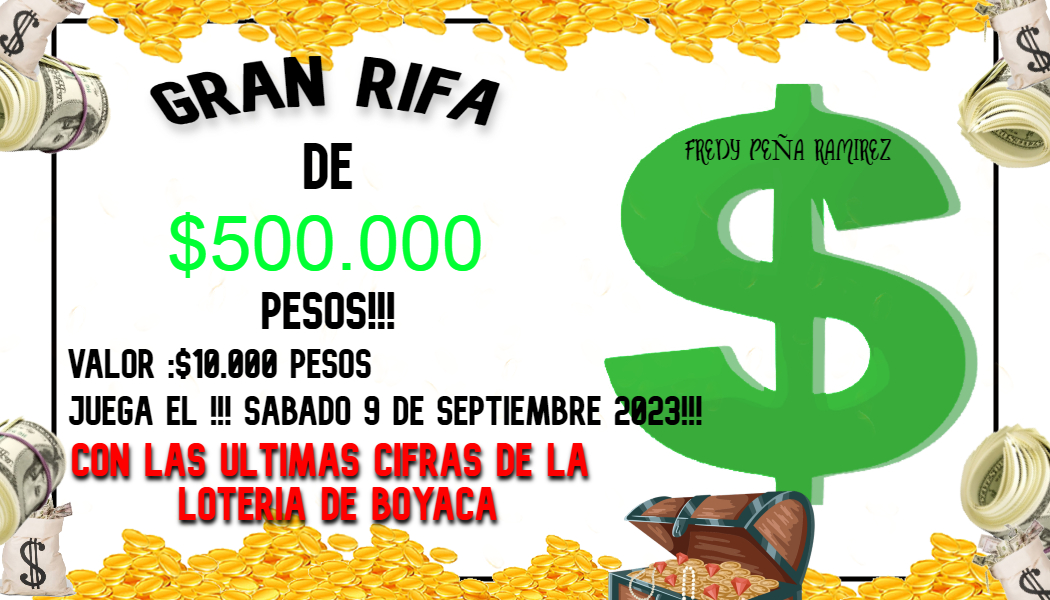 GRAN RIFA
DE
$500.000
PESOS!!!
VALOR :$10.000 PESOS
JUEGA EL !!! SABADO 9 DE SEPTIEMBRE 2023!!!
CON LAS ULTIMAS CIFRAS DE LA
LOTERIA DE BOYACA
FREDY PEÑA RAMIREZ